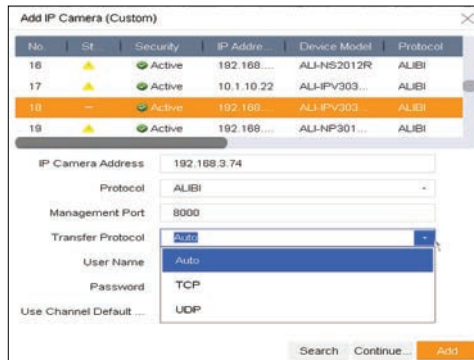 Add IP Camera (Custom)
No. St... Security IP Addre... Device Model Protocol
16 Active 192.168.... ALI-NS2012R ALIBI
17 Active 10.1.10.22 ALI-IPV303... ALIBI
18 – Active 192.168.... ALI-IPV303... ALIBI
19 Active 192.168.... ALI-NP301... ALIBI
IP Camera Address 192.168.3.74
Protocol ALIBI
Management Port 8000
Transfer Protocol Auto
User Name Auto
Password TCP
Use Channel Default ... UDP
Search Continue... Add